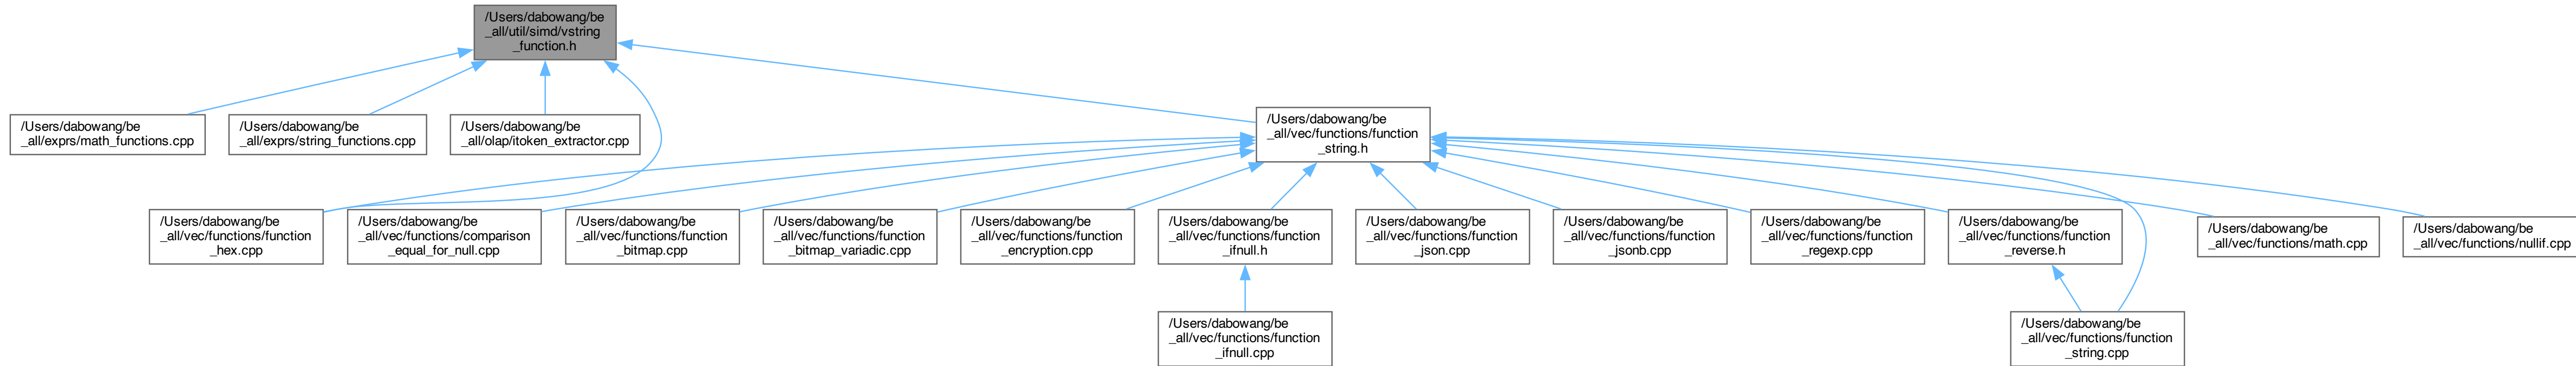 /Users/dabowang/be
_all/util/simd/vstring
_function.h
/Users/dabowang/be
_all/exprs/math_functions.cpp
/Users/dabowang/be
_all/exprs/string_functions.cpp
/Users/dabowang/be
_all/olap/itoken_extractor.cpp
/Users/dabowang/be
_all/vec/functions/function
_string.h
/Users/dabowang/be
_all/vec/functions/function
_hex.cpp
/Users/dabowang/be
_all/vec/functions/comparison
_equal_for_null.cpp
/Users/dabowang/be
_all/vec/functions/function
_bitmap.cpp
/Users/dabowang/be
_all/vec/functions/function
_bitmap_variadic.cpp
/Users/dabowang/be
_all/vec/functions/function
_encryption.cpp
/Users/dabowang/be
_all/vec/functions/function
_ifnull.h
/Users/dabowang/be
_all/vec/functions/function
_json.cpp
/Users/dabowang/be
_all/vec/functions/function
_jsonb.cpp
/Users/dabowang/be
_all/vec/functions/function
_regexp.cpp
/Users/dabowang/be
_all/vec/functions/function
_reverse.h
/Users/dabowang/be
_all/vec/functions/math.cpp
/Users/dabowang/be
_all/vec/functions/nullif.cpp
/Users/dabowang/be
_all/vec/functions/function
_ifnull.cpp
/Users/dabowang/be
_all/vec/functions/function
_string.cpp